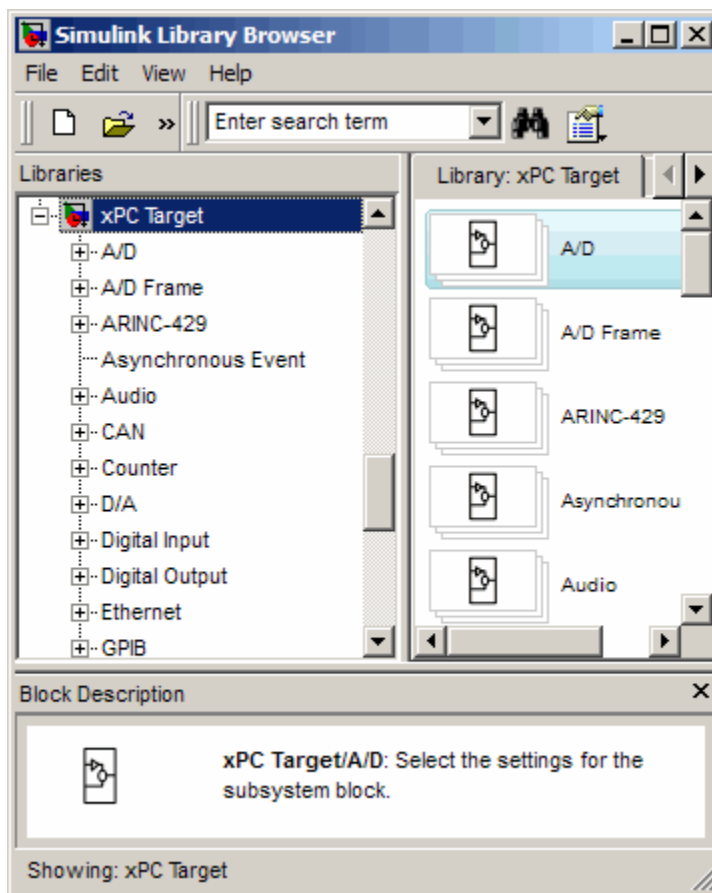 Simulink Library Browser
File Edit View Help
» Enter search term
Libraries
xPC Target
A/D
A/D Frame
ARINC-429
Asynchronous Event
Audio
CAN
Counter
D/A
Digital Input
Digital Output
Ethernet
GPIB
Library: xPC Target
A/D
A/D Frame
ARINC-429
Asynchronou
Audio
Block Description
xPC Target/A/D: Select the settings for the
subsystem block.
Showing: xPC Target